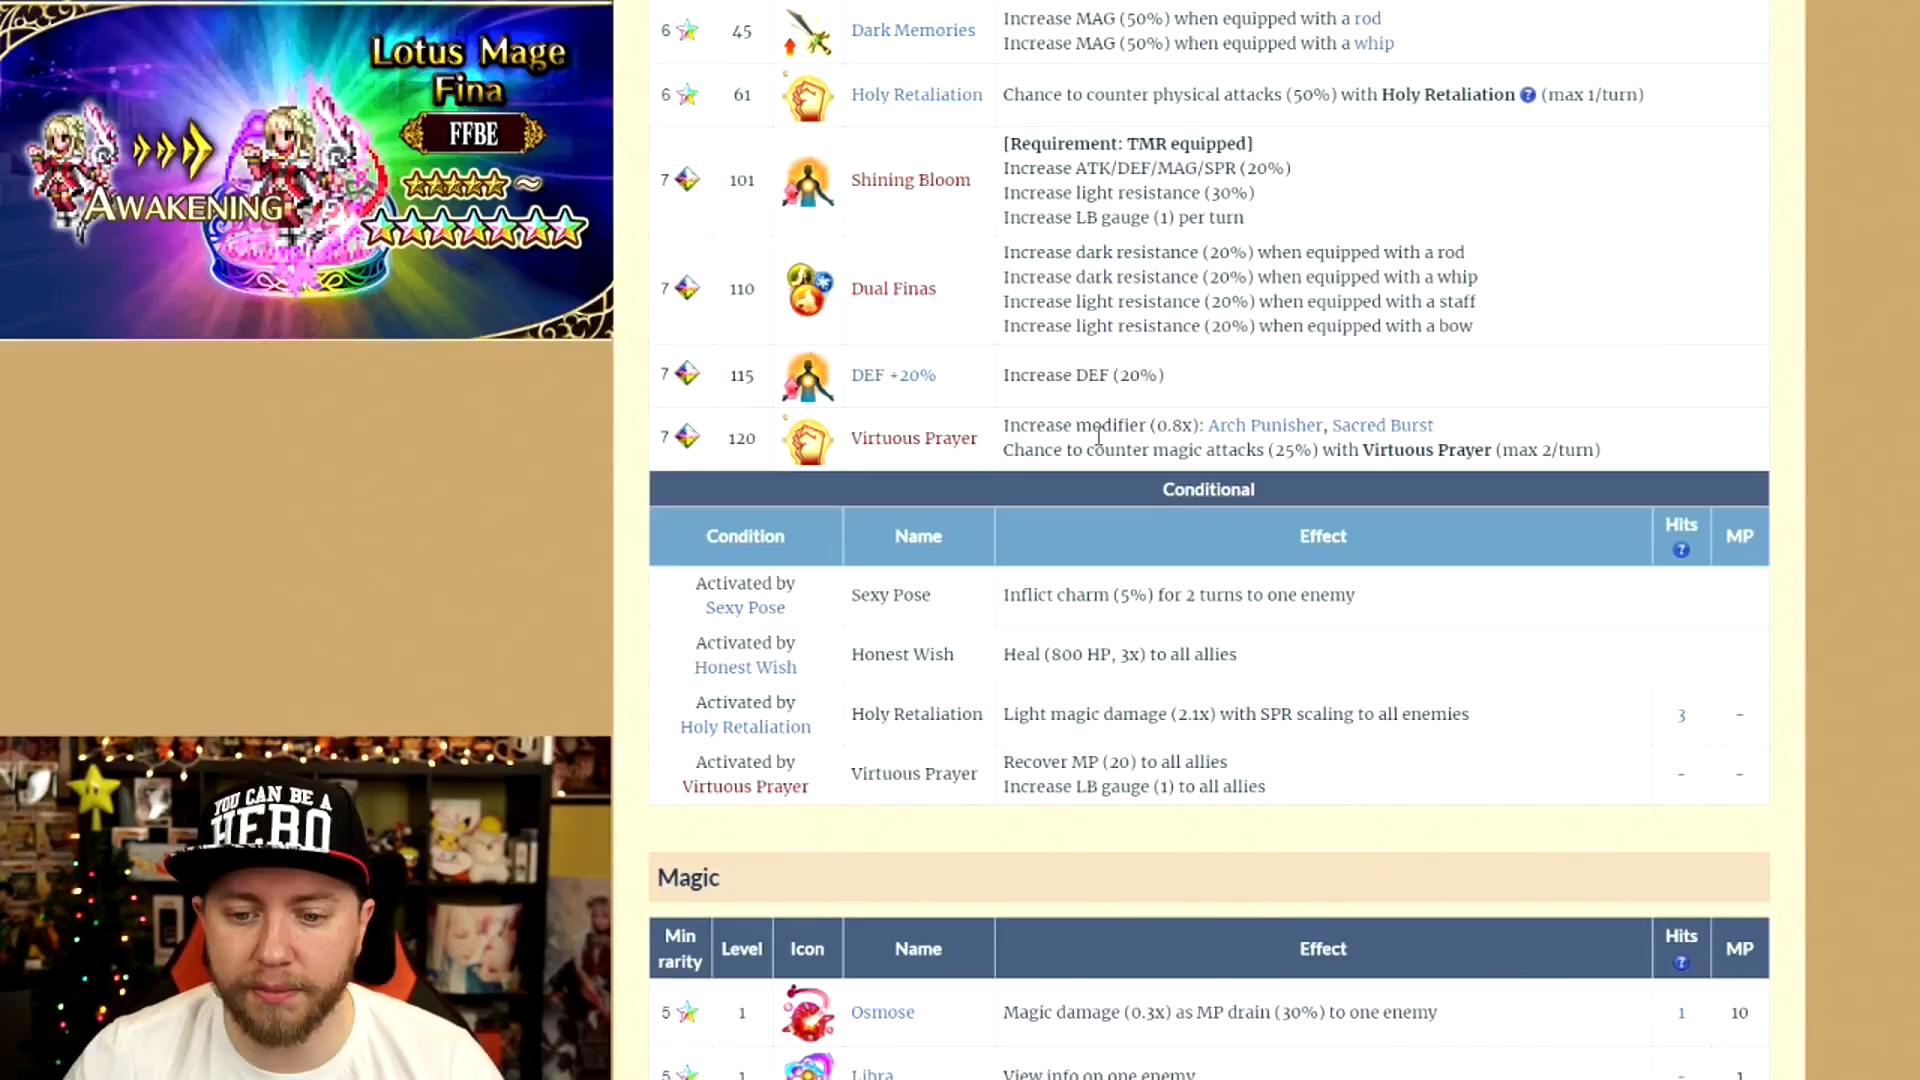 Lotus Mage
Fina
FFBE
AWAKENING
6 45 Dark Memories Increase MAG (50%) when equipped with a rod
Increase MAG (50%) when equipped with a whip
6 61 Holy Retaliation Chance to counter physical attacks (50%) with Holy Retaliation ? (max 1/turn)
[Requirement: TMR equipped]
Increase ATK/DEF/MAG/SPR (20%)
7 101 Shining Bloom
Increase light resistance (30%)
Increase LB gauge (1) per turn
Increase dark resistance (20%) when equipped with a rod
Increase dark resistance (20%) when equipped with a whip
7 110 Dual Finas
Increase light resistance (20%) when equipped with a staff
Increase light resistance (20%) when equipped with a bow
7 115 DEF +20% Increase DEF (20%)
7 120 Virtuous Prayer Increase modifier (0.8x): Arch Punisher, Sacred Burst
Chance to counter magic attacks (25%) with Virtuous Prayer (max 2/turn)
Conditional
Condition Name Effect Hits ? MP
Activated by
Sexy Pose
Sexy Pose Inflict charm (5%) for 2 turns to one enemy
Activated by
Honest Wish
Honest Wish Heal (800 HP, 3x) to all allies
Activated by
Holy Retaliation
Holy Retaliation Light magic damage (2.1x) with SPR scaling to all enemies 3 -
Activated by
Virtuous Prayer
Virtuous Prayer Recover MP (20) to all allies
Increase LB gauge (1) to all allies - -
Magic
Min
rarity
Level Icon Name Effect Hits ? MP
5 1 Osmose Magic damage (0.3x) as MP drain (30%) to one enemy 1 10
5 1 Libra View info on one enemy - 1
YOU CAN BE A
HERO